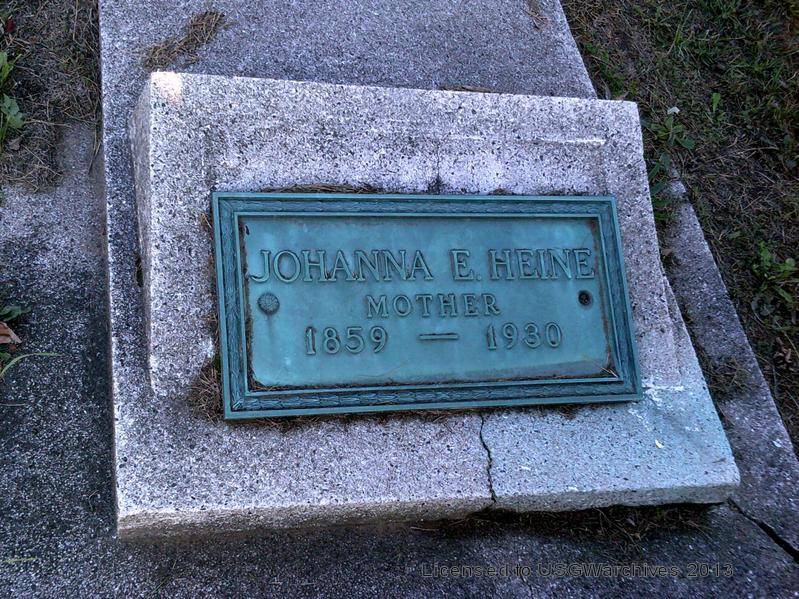 JOHANNA E. HEINE
MOTHER
1859 — 1930
Licensed to USGWarchives 2013